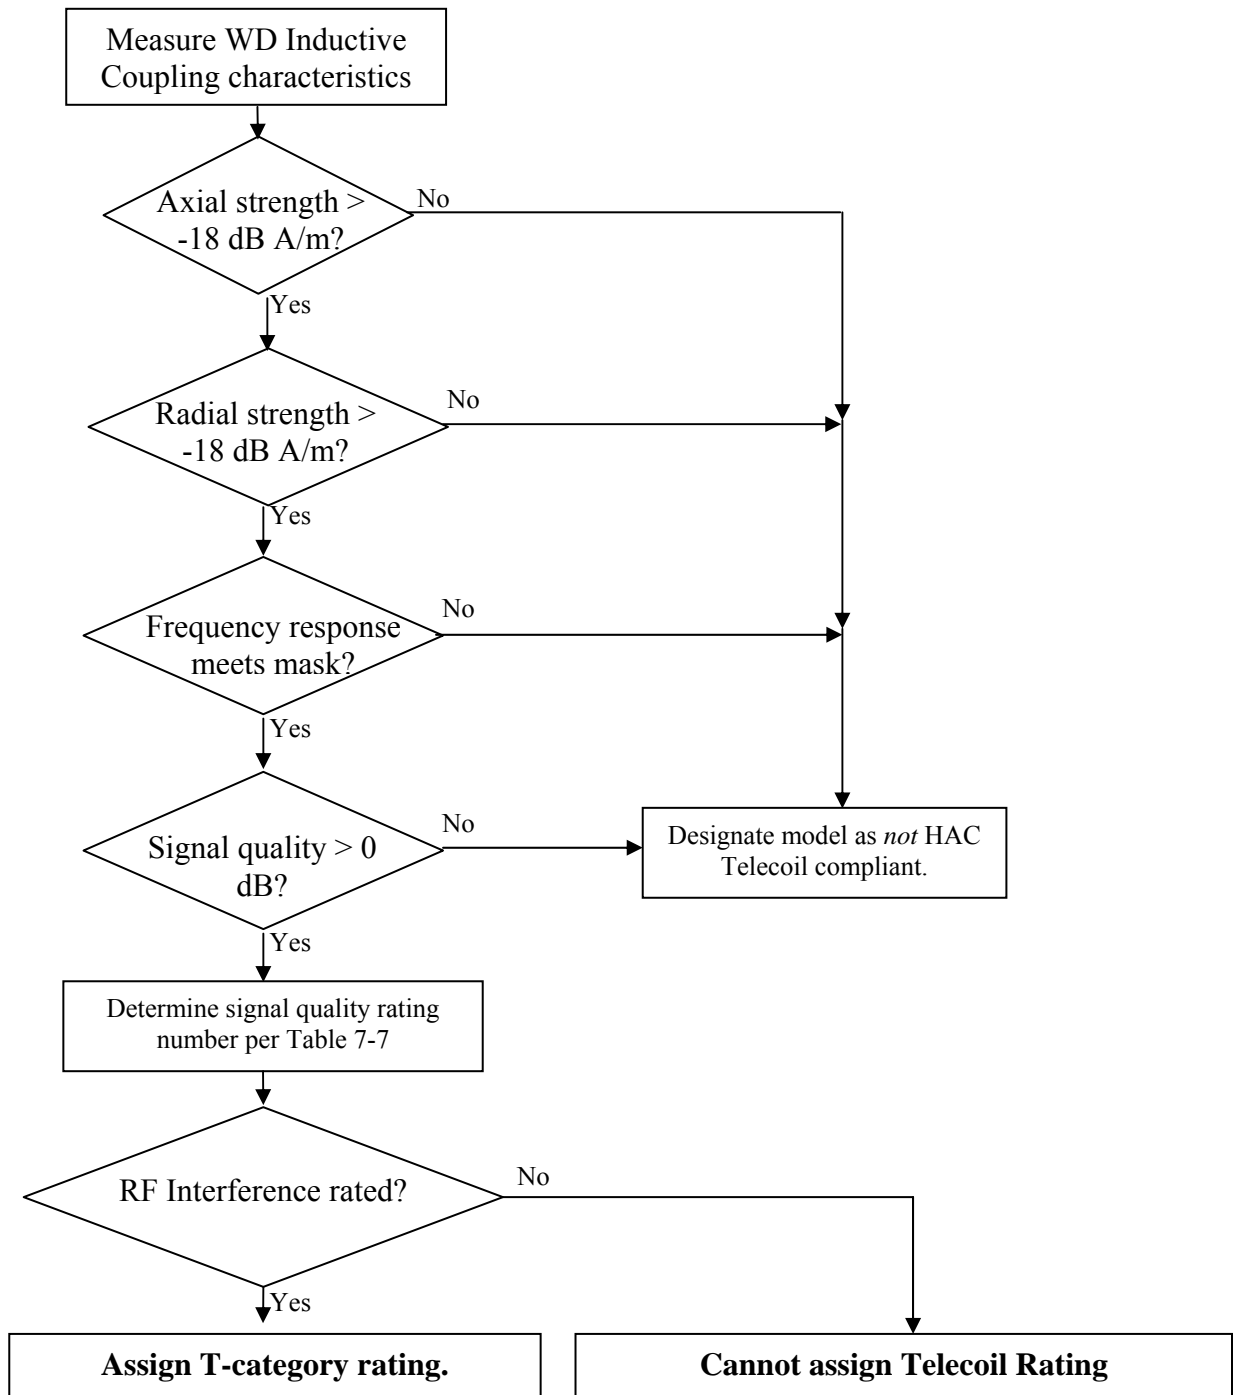 Measure WD Inductive
Coupling characteristics
Axial strength >
-18 dB A/m?
No
Yes
Radial strength >
-18 dB A/m?
No
Yes
Frequency response
meets mask?
No
Yes
Signal quality > 0
dB?
No
Designate model as not HAC
Telecoil compliant.
Yes
Determine signal quality rating
number per Table 7-7
RF Interference rated?
No
Yes
Assign T-category rating.
Cannot assign Telecoil Rating